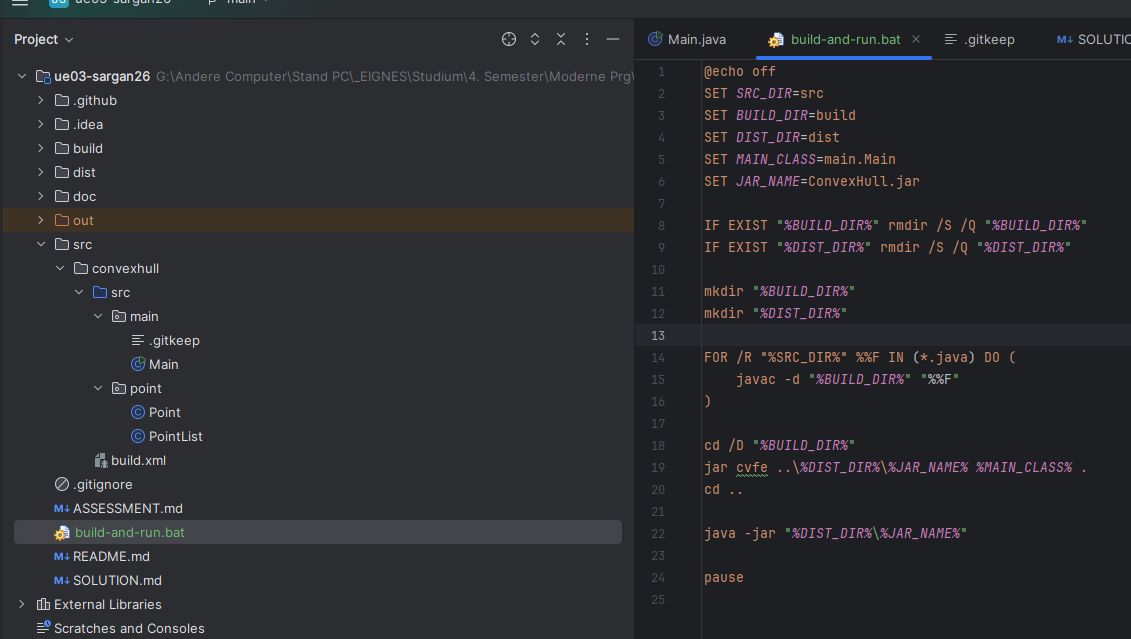 ue03-sargan26
main
Project
ue03-sargan26 G:\Andere Computer\Stand PC\_EIGNES\Studium\4. Semester\Moderne Prg\
.github
.idea
build
dist
doc
out
src
convexhull
src
main
.gitkeep
Main
point
Point
PointList
build.xml
.gitignore
M↓ ASSESSMENT.md
build-and-run.bat
M↓ README.md
M↓ SOLUTION.md
External Libraries
Scratches and Consoles
Main.java
build-and-run.bat
.gitkeep
M↓ SOLUTIO
1 @echo off
2 SET SRC_DIR=src
3 SET BUILD_DIR=build
4 SET DIST_DIR=dist
5 SET MAIN_CLASS=main.Main
6 SET JAR_NAME=ConvexHull.jar
7
8 IF EXIST "%BUILD_DIR%" rmdir /S /Q "%BUILD_DIR%"
9 IF EXIST "%DIST_DIR%" rmdir /S /Q "%DIST_DIR%"
10
11 mkdir "%BUILD_DIR%"
12 mkdir "%DIST_DIR%"
13
14 FOR /R "%SRC_DIR%" %%F IN (*.java) DO (
15 javac -d "%BUILD_DIR%" "%%F"
16 )
17
18 cd /D "%BUILD_DIR%"
19 jar cvfe ..\%DIST_DIR%\%JAR_NAME% %MAIN_CLASS% .
20 cd ..
21
22 java -jar "%DIST_DIR%\%JAR_NAME%"
23
24 pause
25